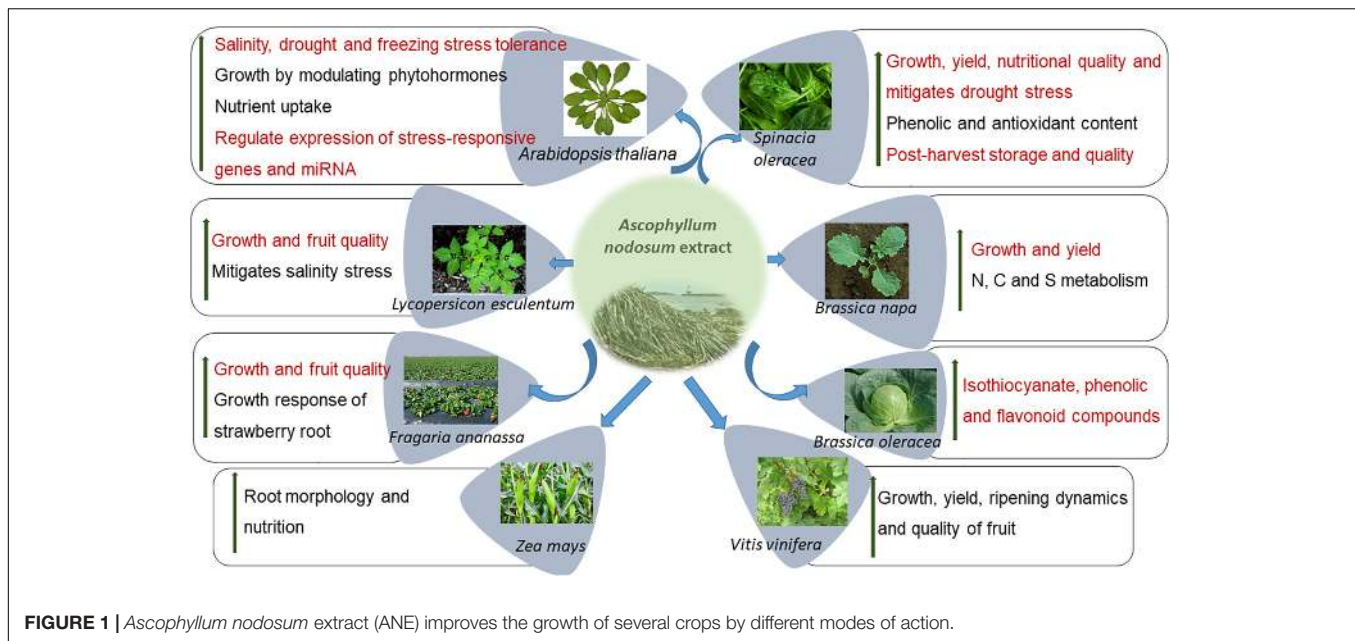 Salinity, drought and freezing stress tolerance
Growth by modulating phytohormones
Nutrient uptake
Regulate expression of stress-responsive
genes and miRNA
Arabidopsis thaliana
Spinacia
oleracea
Growth, yield, nutritional quality and
mitigates drought stress
Phenolic and antioxidant content
Post-harvest storage and quality
Growth and fruit quality
Mitigates salinity stress
Lycopersicon esculentum
Ascophyllum
nodosum extract
Brassica napa
Growth and yield
N, C and S metabolism
Growth and fruit quality
Growth response of
strawberry root
Fragaria ananassa
Brassica oleracea
Isothiocyanate, phenolic
and flavonoid compounds
Root morphology and
nutrition
Zea mays
Vitis vinifera
Growth, yield, ripening dynamics
and quality of fruit
FIGURE 1 | Ascophyllum nodosum extract (ANE) improves the growth of several crops by different modes of action.